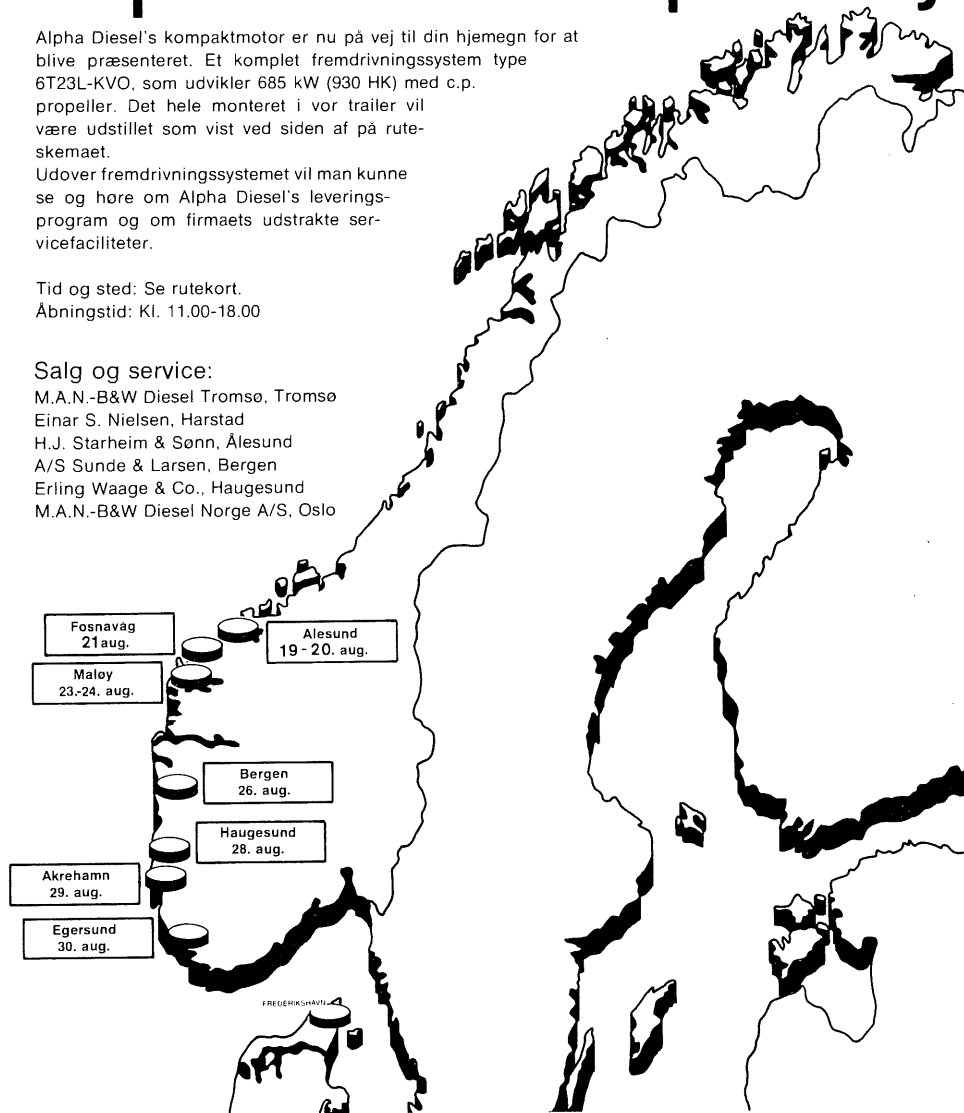 Alpha Diesel's kompaktmotor er nu på vej til din hjemegn for at
blive præsenteret. Et komplet fremdrivningssystem type
6T23L-KVO, som udvikler 685 kW (930 HK) med c.p.
propeller. Det hele monteret i vor trailer vil
være udstillet som vist ved siden af på rute-
skemaet.
Udover fremdrivningssystemet vil man kunne
se og høre om Alpha Diesel's leverings-
program og om firmaets udstrakte ser-
vicefaciliteter.
Tid og sted: Se rutekort.
Åbningstid: Kl. 11.00-18.00
Salg og service:
M.A.N.-B&W Diesel Tromsø, Tromsø
Einar S. Nielsen, Harstad
H.J. Starheim & Sønn, Ålesund
A/S Sunde & Larsen, Bergen
Erling Waage & Co., Haugesund
M.A.N.-B&W Diesel Norge A/S, Oslo
Fosnavåg
21 aug.
Alesund
19-20. aug.
Maløy
23.-24. aug.
Bergen
26. aug.
Haugesund
28. aug.
Akrehamn
29. aug.
Egersund
30. aug.
FREDERIKSHAVN